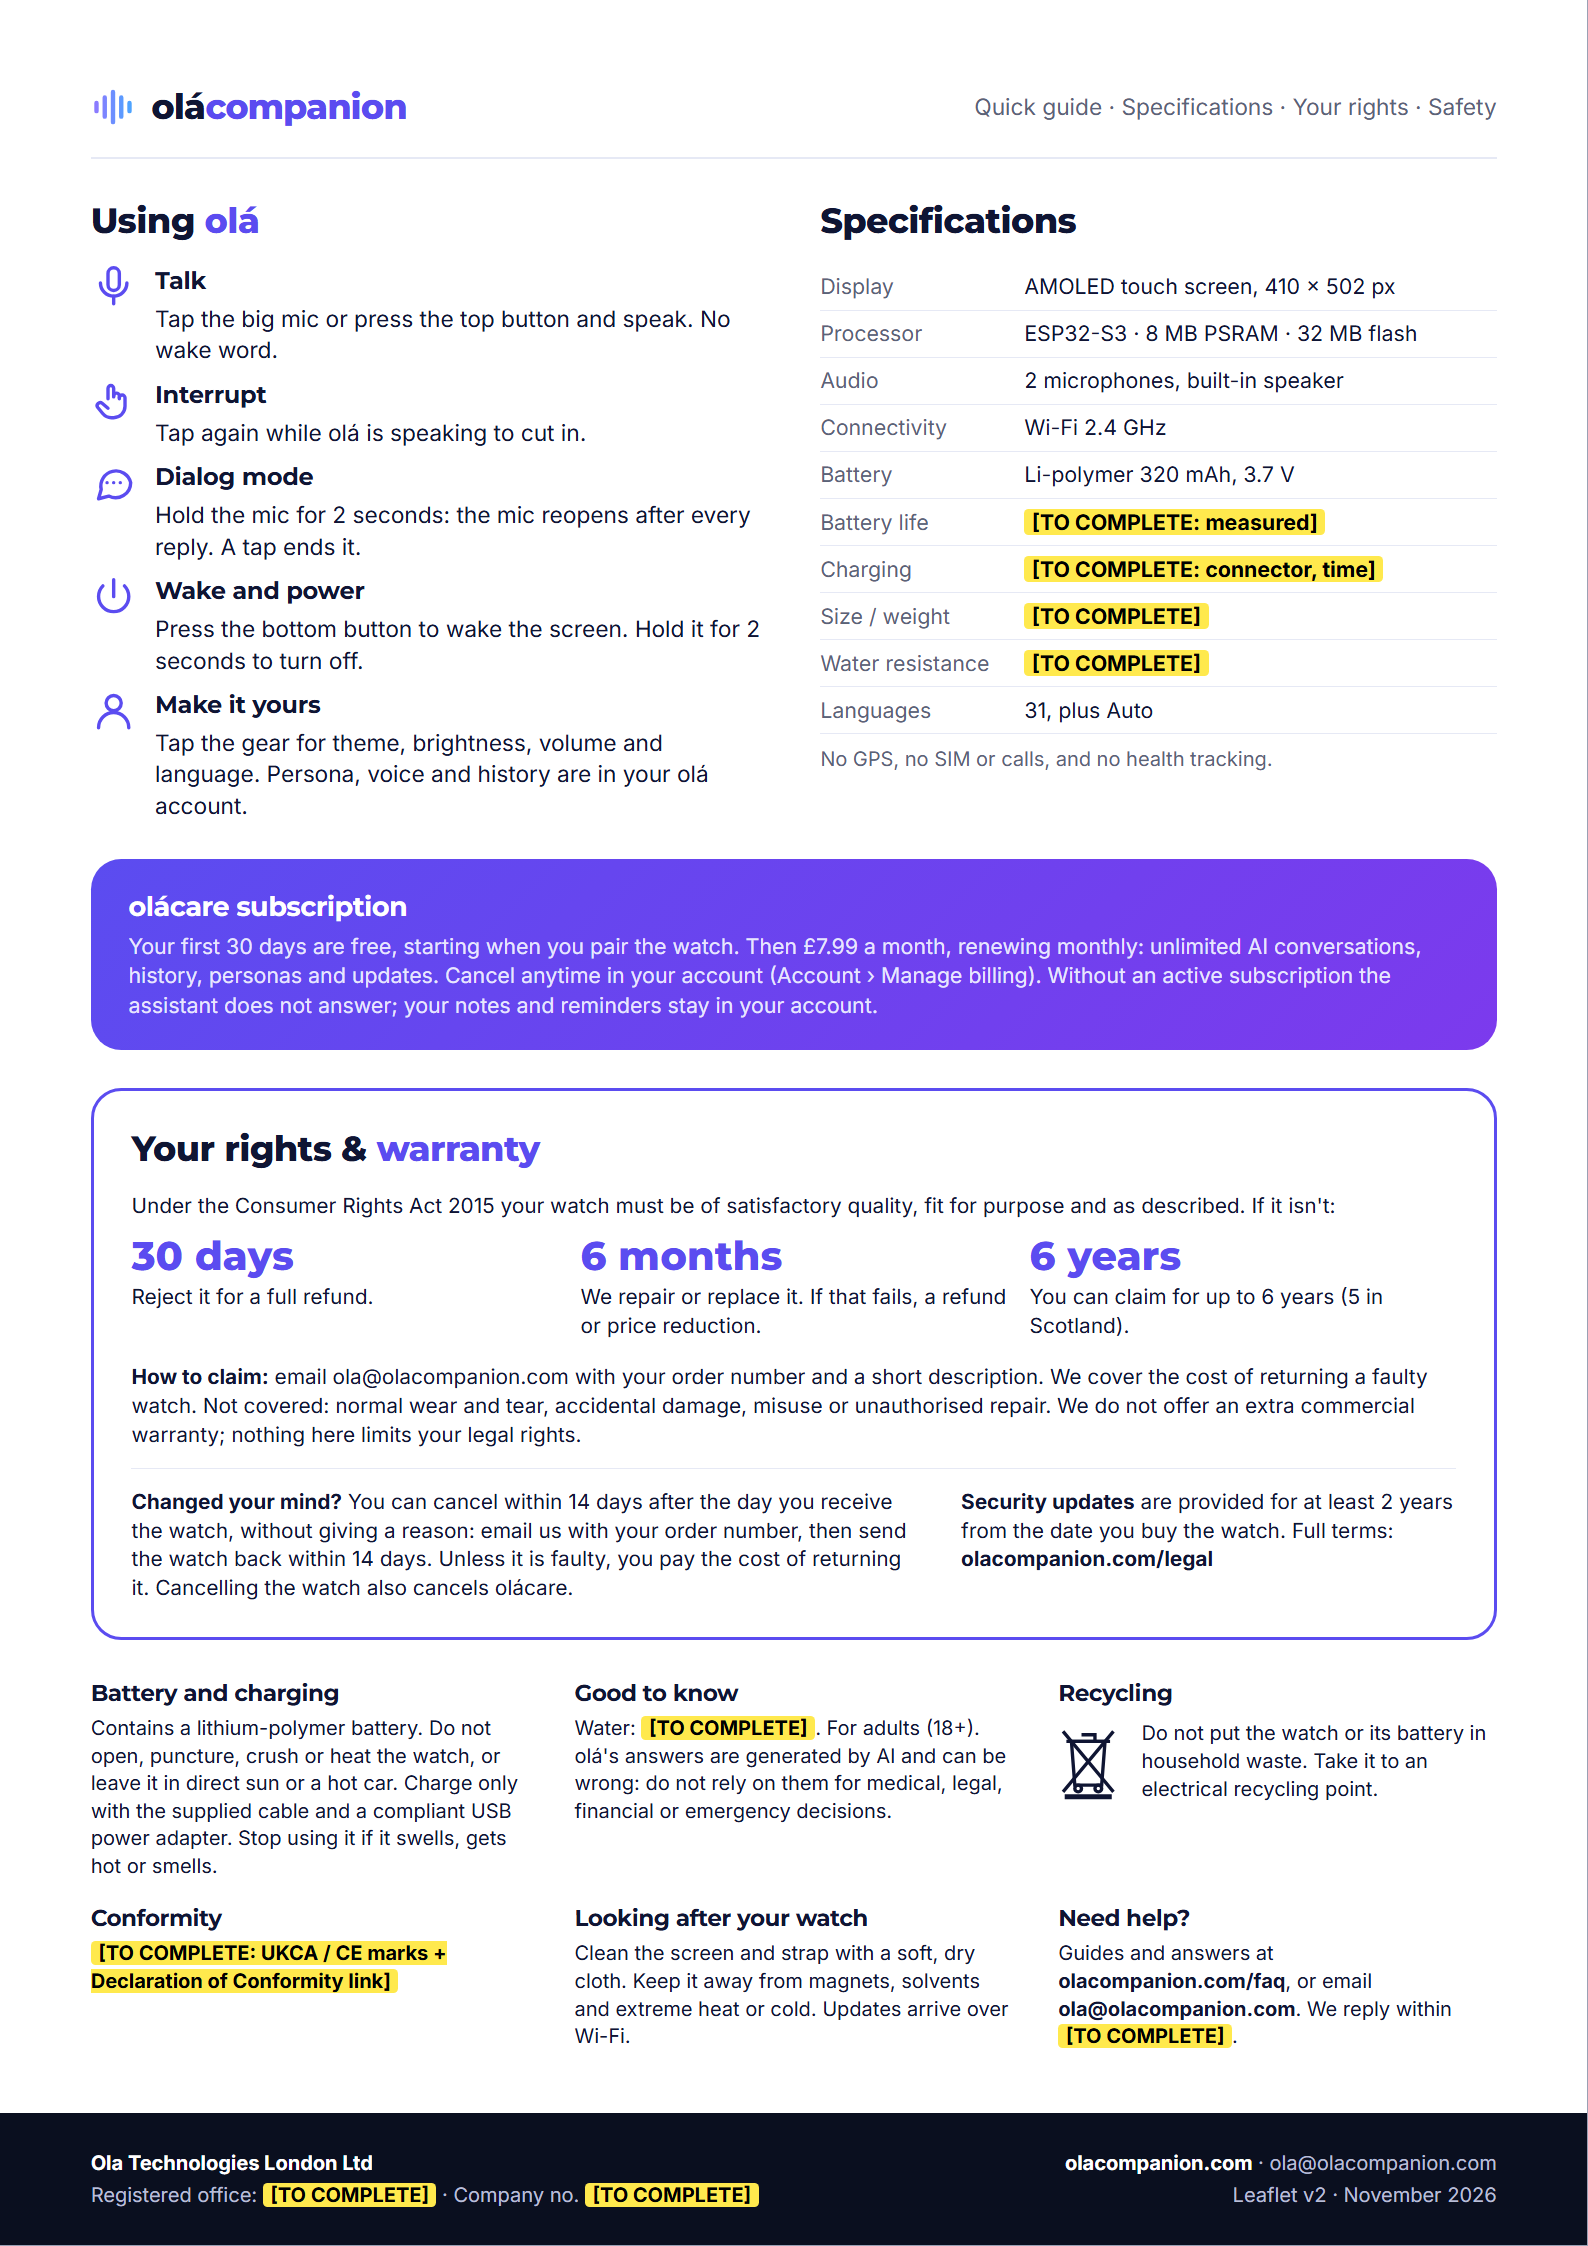 olácompanion
Quick guide · Specifications · Your rights · Safety
Using olá
Talk
Tap the big mic or press the top button and speak. No
wake word.
Interrupt
Tap again while olá is speaking to cut in.
Dialog mode
Hold the mic for 2 seconds: the mic reopens after every
reply. A tap ends it.
Wake and power
Press the bottom button to wake the screen. Hold it for 2
seconds to turn off.
Make it yours
Tap the gear for theme, brightness, volume and
language. Persona, voice and history are in your olá
account.
Specifications
Display AMOLED touch screen, 410 × 502 px
Processor ESP32-S3 · 8 MB PSRAM · 32 MB flash
Audio 2 microphones, built-in speaker
Connectivity Wi-Fi 2.4 GHz
Battery Li-polymer 320 mAh, 3.7 V
Battery life [TO COMPLETE: measured]
Charging [TO COMPLETE: connector, time]
Size / weight [TO COMPLETE]
Water resistance [TO COMPLETE]
Languages 31, plus Auto
No GPS, no SIM or calls, and no health tracking.
olácare subscription
Your first 30 days are free, starting when you pair the watch. Then £7.99 a month, renewing monthly: unlimited AI conversations,
history, personas and updates. Cancel anytime in your account (Account › Manage billing). Without an active subscription the
assistant does not answer; your notes and reminders stay in your account.
Your rights & warranty
Under the Consumer Rights Act 2015 your watch must be of satisfactory quality, fit for purpose and as described. If it isn't:
30 days
Reject it for a full refund.
6 months
We repair or replace it. If that fails, a refund
or price reduction.
6 years
You can claim for up to 6 years (5 in
Scotland).
How to claim: email ola@olacompanion.com with your order number and a short description. We cover the cost of returning a faulty
watch. Not covered: normal wear and tear, accidental damage, misuse or unauthorised repair. We do not offer an extra commercial
warranty; nothing here limits your legal rights.
Changed your mind? You can cancel within 14 days after the day you receive
the watch, without giving a reason: email us with your order number, then send
the watch back within 14 days. Unless it is faulty, you pay the cost of returning
it. Cancelling the watch also cancels olácare.
Security updates are provided for at least 2 years
from the date you buy the watch. Full terms:
olacompanion.com/legal
Battery and charging
Contains a lithium-polymer battery. Do not
open, puncture, crush or heat the watch, or
leave it in direct sun or a hot car. Charge only
with the supplied cable and a compliant USB
power adapter. Stop using it if it swells, gets
hot or smells.
Good to know
Water: [TO COMPLETE]. For adults (18+).
olá's answers are generated by AI and can be
wrong: do not rely on them for medical, legal,
financial or emergency decisions.
Recycling
Do not put the watch or its battery in
household waste. Take it to an
electrical recycling point.
Conformity
[TO COMPLETE: UKCA / CE marks +
Declaration of Conformity link]
Looking after your watch
Clean the screen and strap with a soft, dry
cloth. Keep it away from magnets, solvents
and extreme heat or cold. Updates arrive over
Wi-Fi.
Need help?
Guides and answers at
olacompanion.com/faq, or email
ola@olacompanion.com. We reply within
[TO COMPLETE].
Ola Technologies London Ltd
Registered office: [TO COMPLETE] · Company no. [TO COMPLETE]
olacompanion.com · ola@olacompanion.com
Leaflet v2 · November 2026